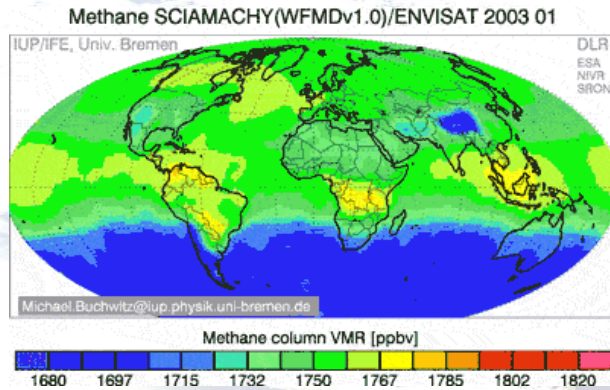 Methane SCIAMACHY(WFMDv1.0)/ENVISAT 2003 01
IUP/IFE, Univ. Bremen
DLR
ESA
NIVR
SRON
Michael.Buchwitz@iup.physik.uni-bremen.de
Methane column VMR [ppbv]
1680 1697 1715 1732 1750 1767 1785 1802 1820